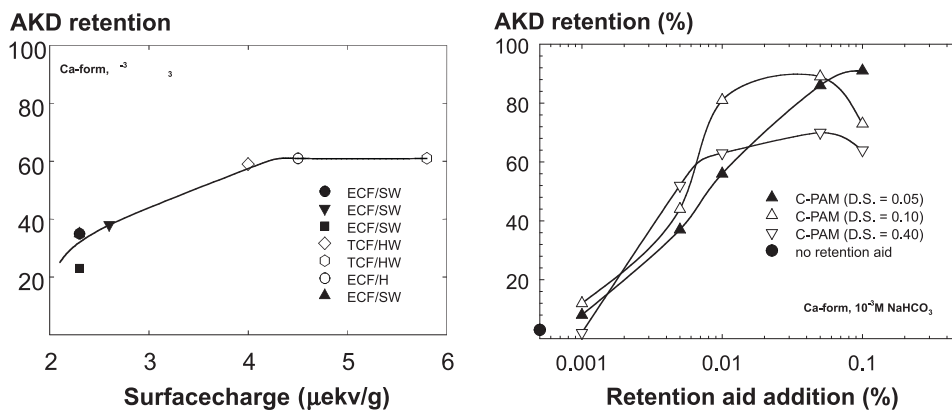 AKD retention
100
80
60
40
20
Ca-form, -3 3
ECF/SW
ECF/SW
ECF/SW
TCF/HW
TCF/HW
ECF/H
ECF/SW
2 3 4 5 6
Surfacecharge (µekv/g)
AKD retention (%)
100
80
60
40
20
C-PAM (D.S. = 0.05)
C-PAM (D.S. = 0.10)
C-PAM (D.S. = 0.40)
no retention aid
Ca-form, 10⁻³M NaHCO₃
0.001 0.01 0.1
Retention aid addition (%)